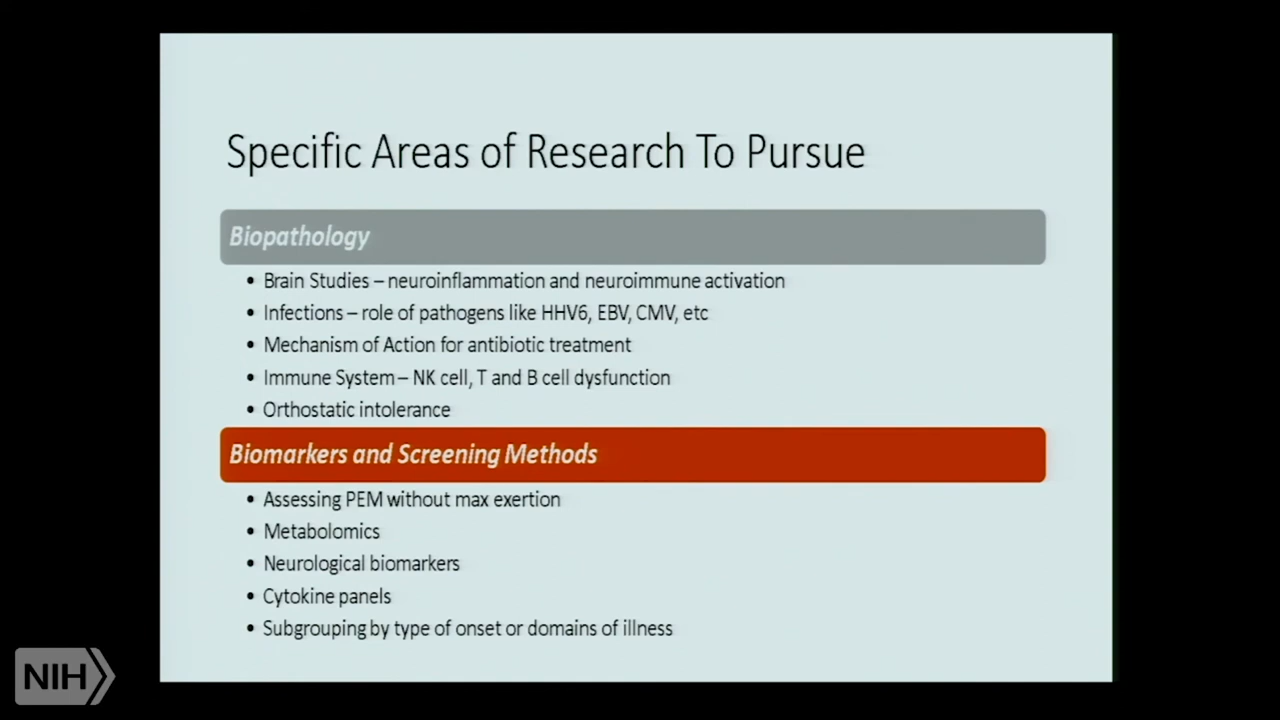 Specific Areas of Research To Pursue
Biopathology
• Brain Studies – neuroinflammation and neuroimmune activation
• Infections – role of pathogens like HHV6, EBV, CMV, etc
• Mechanism of Action for antibiotic treatment
• Immune System – NK cell, T and B cell dysfunction
• Orthostatic intolerance
Biomarkers and Screening Methods
• Assessing PEM without max exertion
• Metabolomics
• Neurological biomarkers
• Cytokine panels
• Subgrouping by type of onset or domains of illness
NIH